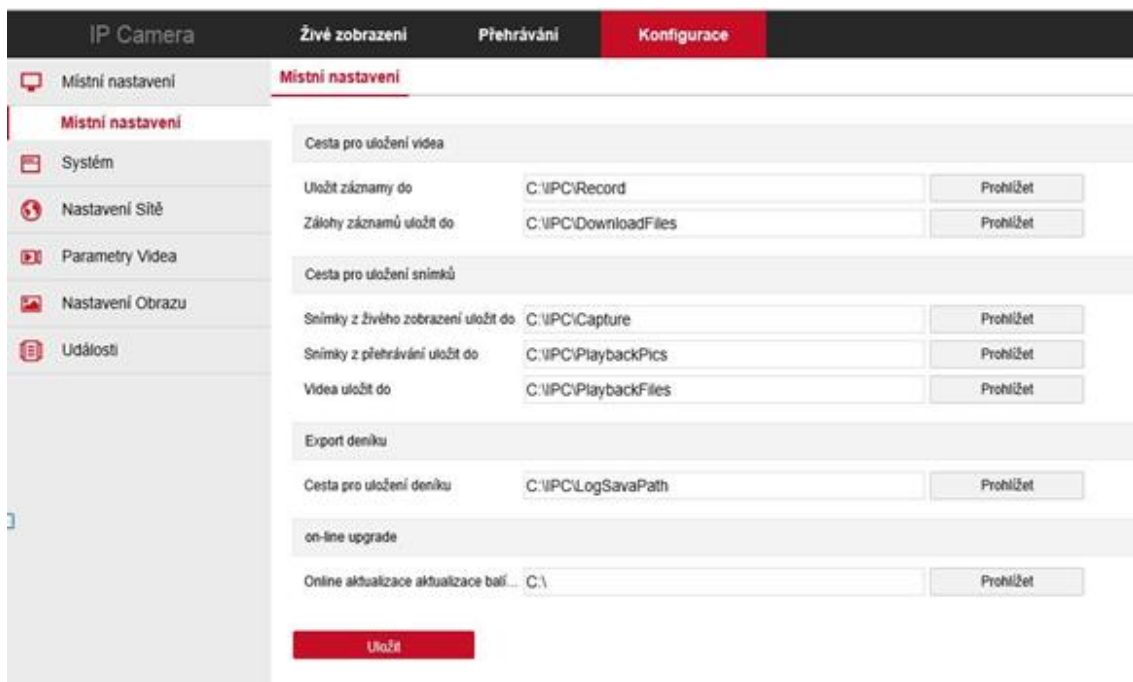 IP Camera
Živé zobrazení
Přehrávání
Konfigurace
Místní nastavení
Místní nastavení
Systém
Nastavení Sítě
Parametry Videa
Nastavení Obrazu
Události
Místní nastavení
Cesta pro uložení videa
Uložit záznamy do C:\IPC\Record Prohlížet
Zálohy záznamů uložit do C:\IPC\DownloadFiles Prohlížet
Cesta pro uložení snímků
Snímky z živého zobrazení uložit do C:\IPC\Capture Prohlížet
Snímky z přehrávání uložit do C:\IPC\PlaybackPics Prohlížet
Videa uložit do C:\IPC\PlaybackFiles Prohlížet
Export deníku
Cesta pro uložení deníku C:\IPC\LogSavaPath Prohlížet
on-line upgrade
Online aktualizace aktualizace balí... C:\ Prohlížet
Uložit